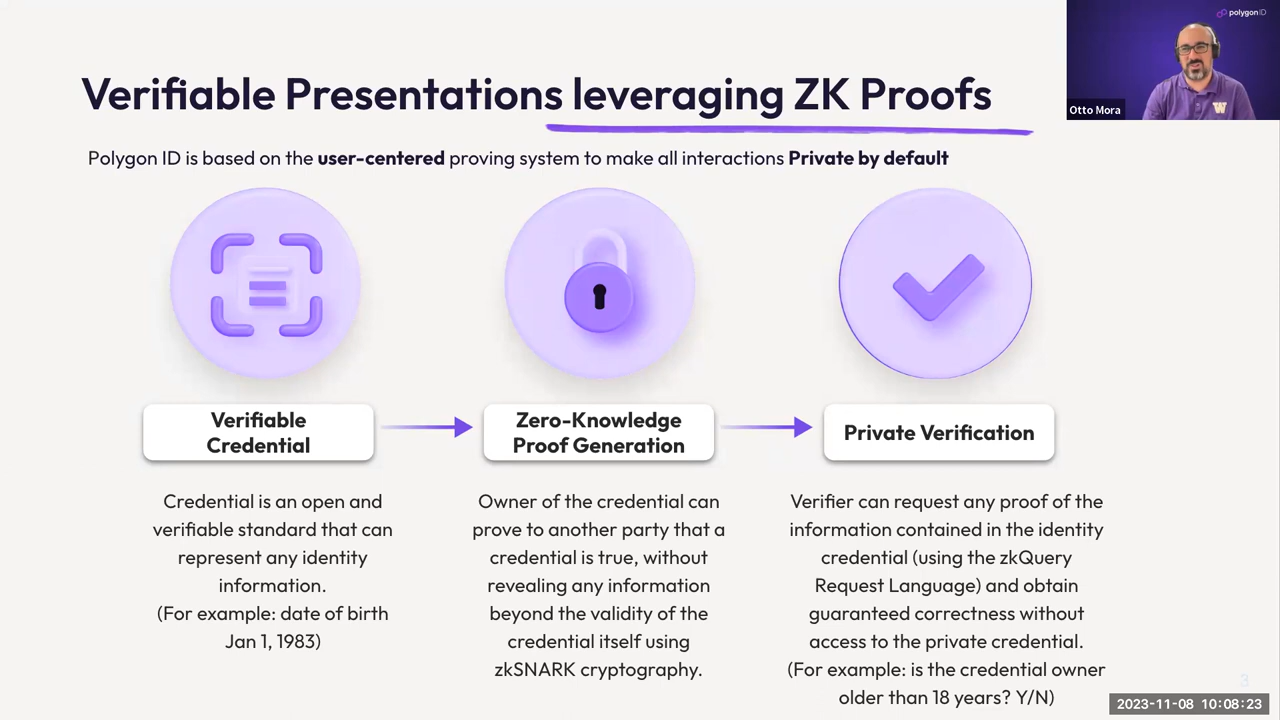 polygonID
Otto Mora
W
Verifiable Presentations leveraging ZK Proofs
Polygon ID is based on the user-centered proving system to make all interactions Private by default
Verifiable
Credential
Credential is an open and
verifiable standard that can
represent any identity
information.
(For example: date of birth
Jan 1, 1983)
Zero-Knowledge
Proof Generation
Owner of the credential can
prove to another party that a
credential is true, without
revealing any information
beyond the validity of the
credential itself using
zkSNARK cryptography.
Private Verification
Verifier can request any proof of the
information contained in the identity
credential (using the zkQuery
Request Language) and obtain
guaranteed correctness without
access to the private credential.
(For example: is the credential owner
older than 18 years? Y/N)
3
2023-11-08 10:08:23